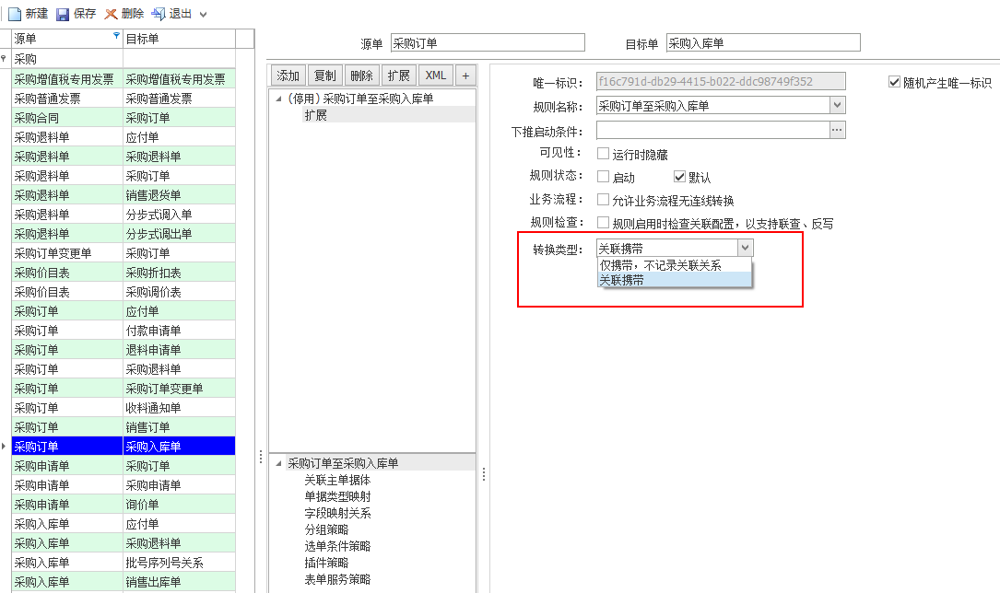 新建 保存 删除 退出
源单 目标单
采购
采购增值税专用发票 采购增值税专用发票
采购普通发票 采购普通发票
采购合同 采购订单
采购退料单 应付单
采购退料单 采购退料单
采购退料单 采购订单
采购退料单 销售退货单
采购退料单 分步式调入单
采购退料单 分步式调出单
采购订单变更单 采购订单
采购价目表 采购折扣表
采购价目表 采购调价表
采购订单 应付单
采购订单 付款申请单
采购订单 退料申请单
采购订单 采购退料单
采购订单 采购订单变更单
采购订单 收料通知单
采购订单 销售订单
采购订单 采购入库单
采购申请单 采购订单
采购申请单 采购申请单
采购申请单 询价单
采购入库单 应付单
采购入库单 采购退料单
采购入库单 批号序列号关系
采购入库单 销售出库单
源单 采购订单 目标单 采购入库单
添加 复制 删除 扩展 XML +
(停用) 采购订单至采购入库单
扩展
采购订单至采购入库单
关联主单据体
单据类型映射
字段映射关系
分组策略
选单条件策略
插件策略
表单服务策略
唯一标识: f16c791d-db29-4415-b022-ddc98749f352 随机产生唯一标识
规则名称: 采购订单至采购入库单
下推启动条件: ...
可见性: 运行时隐藏
规则状态: 启动 默认
业务流程: 允许业务流程无连线转换
规则检查: 规则启用时检查关联配置，以支持联查、反写
转换类型: 关联携带
仅携带，不记录关联关系
关联携带